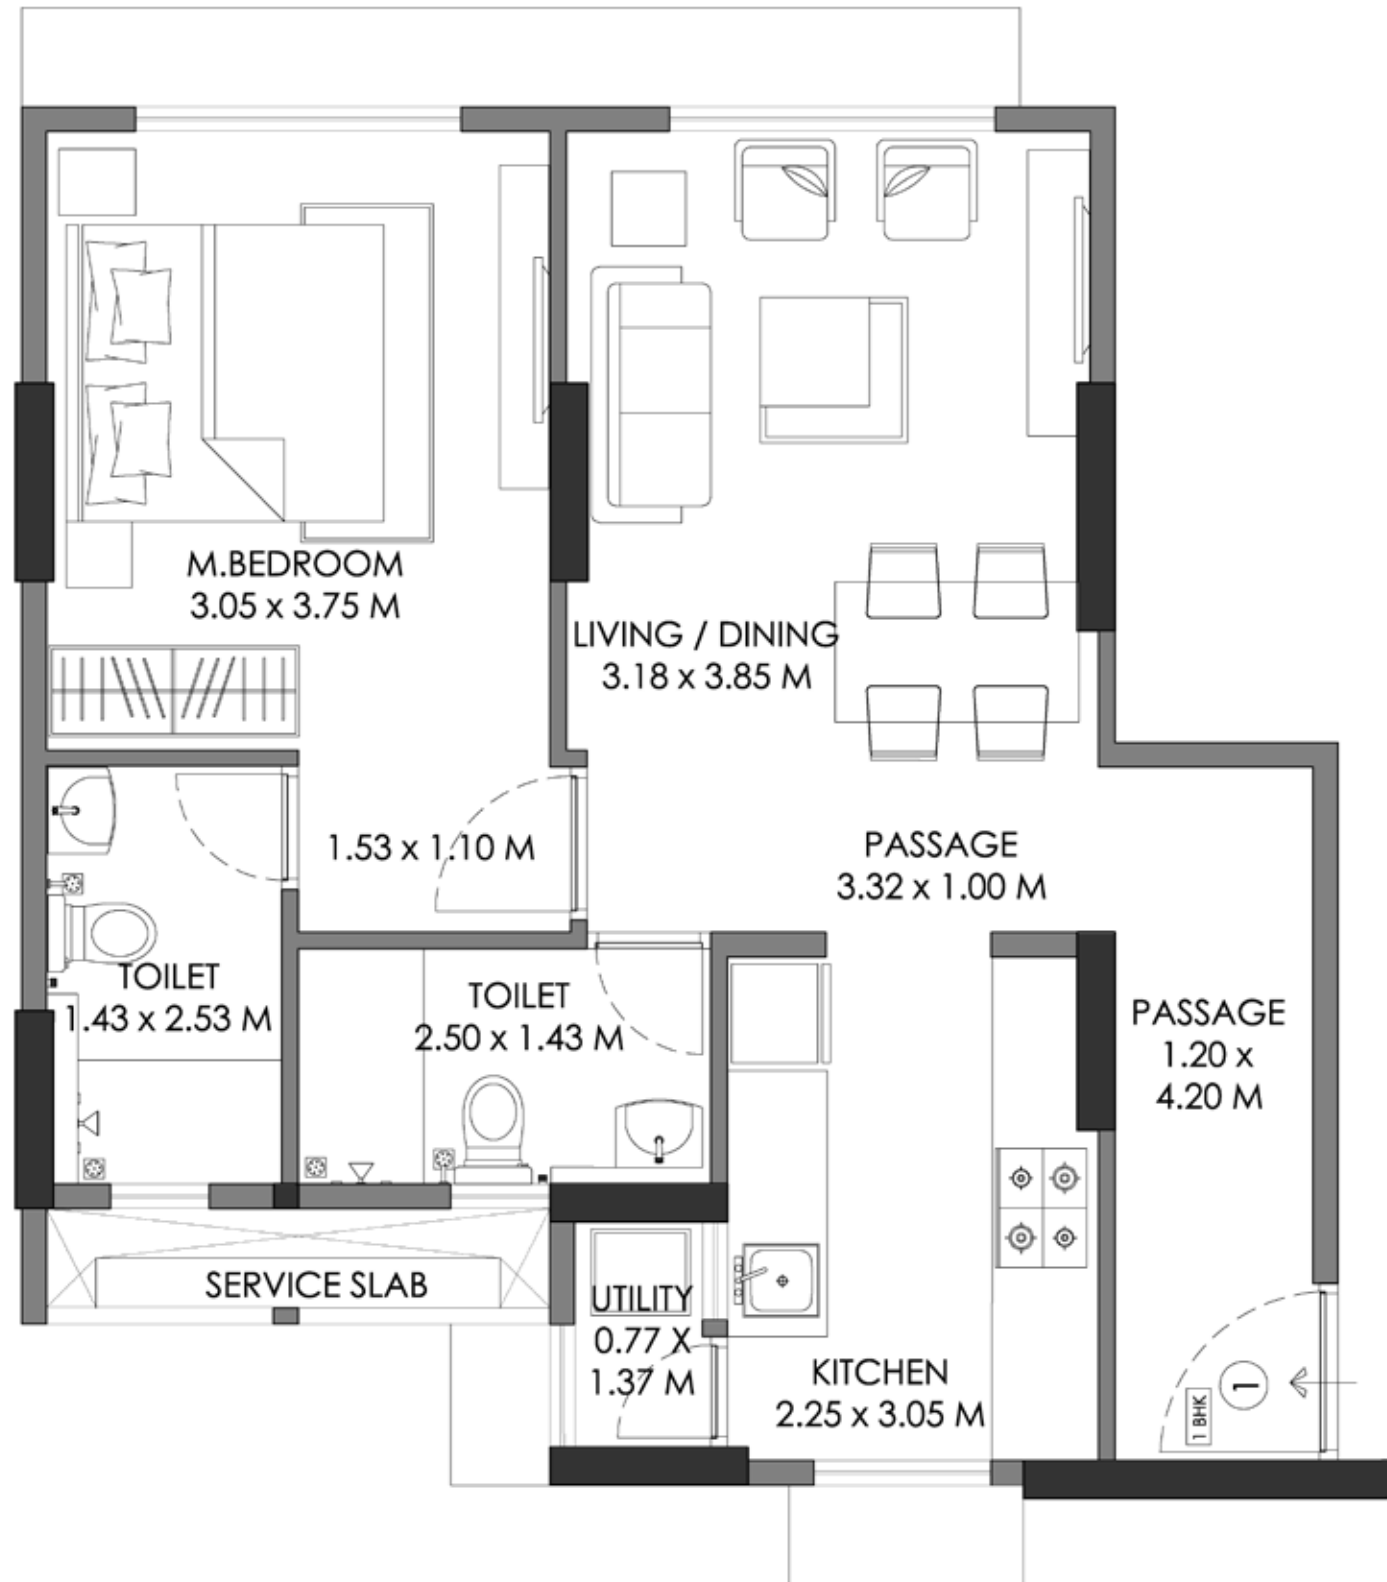 M.BEDROOM
3.05 x 3.75 M
LIVING / DINING
3.18 x 3.85 M
1.53 x 1.10 M
PASSAGE
3.32 x 1.00 M
TOILET
1.43 x 2.53 M
TOILET
2.50 x 1.43 M
PASSAGE
1.20 x
4.20 M
SERVICE SLAB
UTILITY
0.77 X
1.37 M
KITCHEN
2.25 x 3.05 M
1 BHK
1